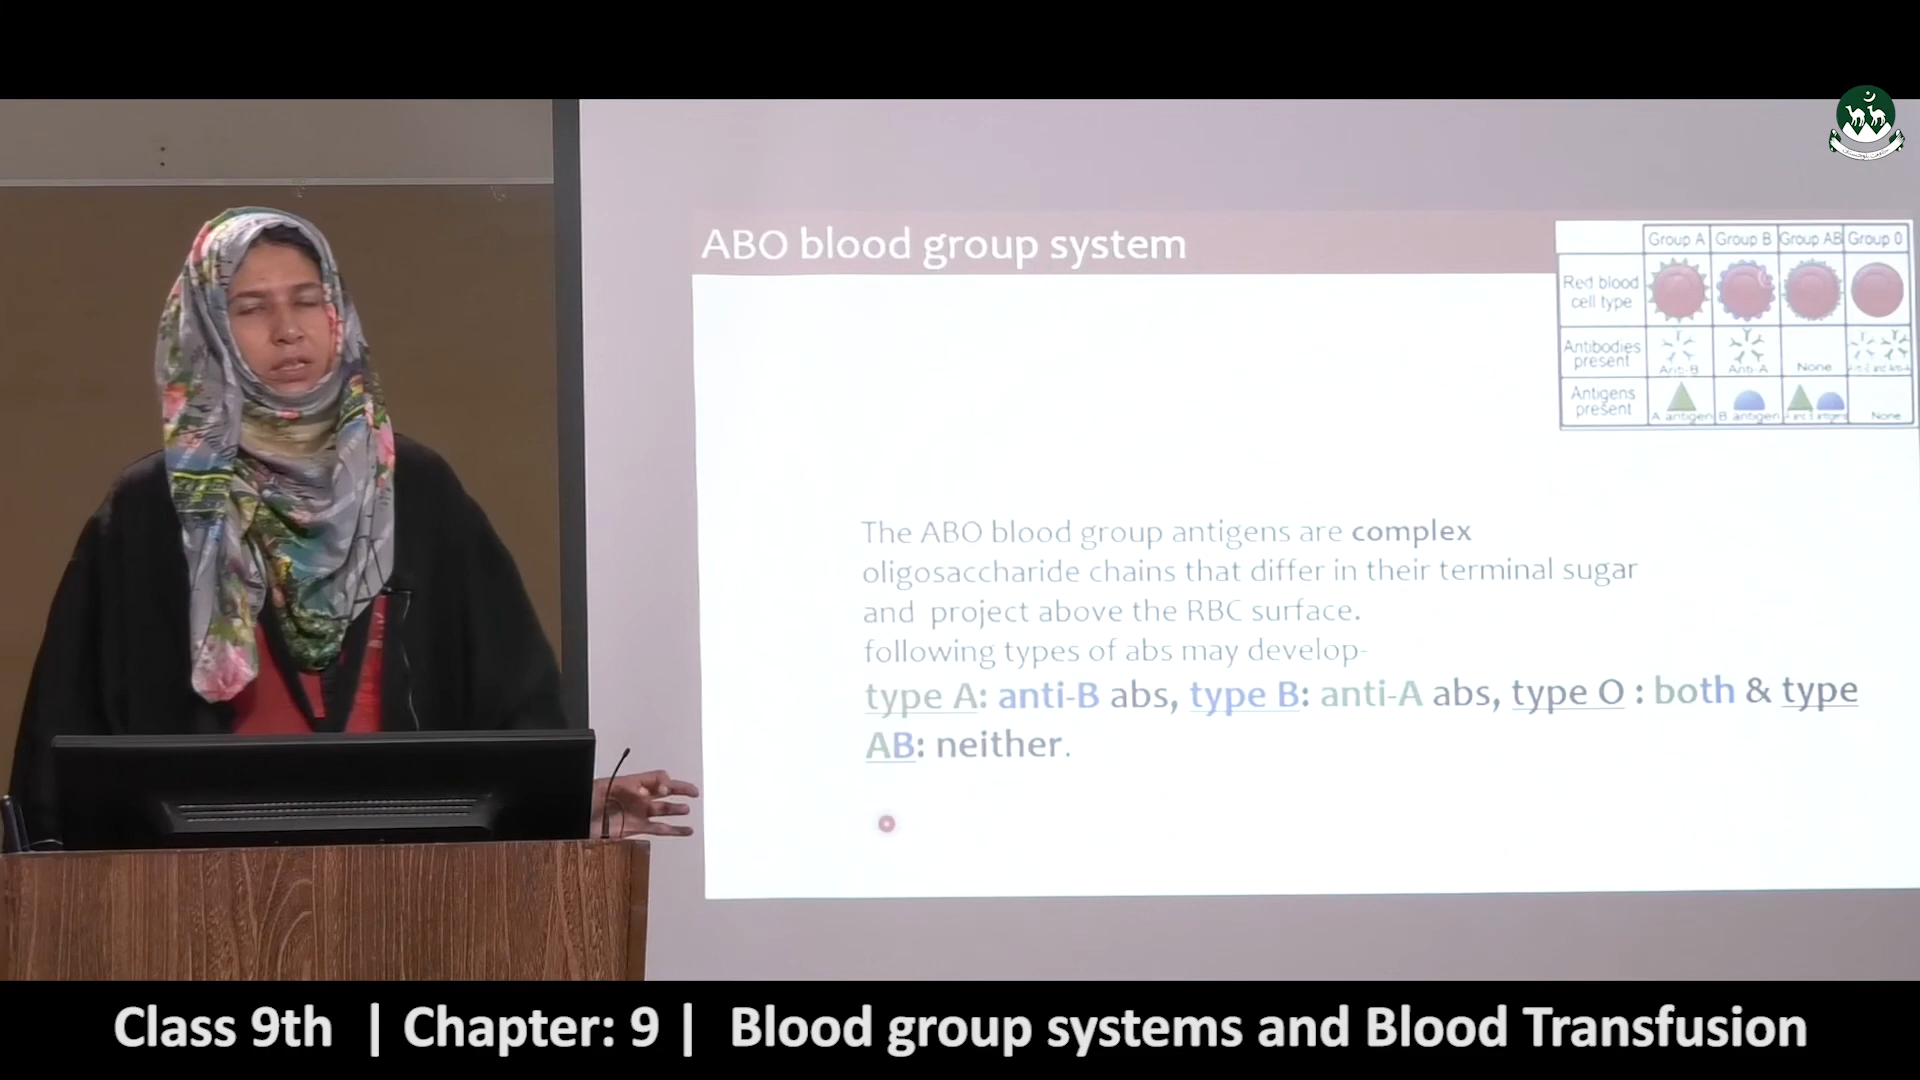 ABO blood group system
Group A Group B Group AB Group O
Red blood
cell type
Antibodies
present
Anti-B Anti-A None
Antigens
present
A antigen B antigen None
The ABO blood group antigens are complex
oligosaccharide chains that differ in their terminal sugar
and project above the RBC surface.
following types of abs may develop-
type A: anti-B abs, type B: anti-A abs, type O : both & type
AB: neither.
Class 9th | Chapter: 9 | Blood group systems and Blood Transfusion